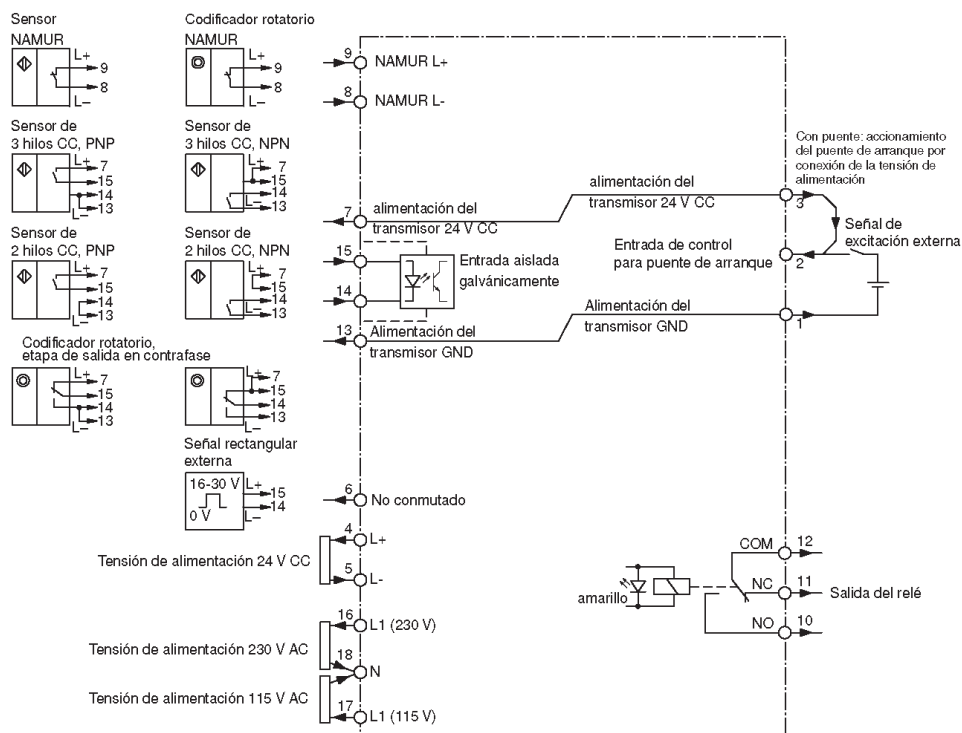 Sensor
NAMUR
L+
9
8
L–
Codificador rotatorio
NAMUR
L+
9
8
L–
Sensor de
3 hilos CC, PNP
L+
7
15
14
13
L–
Sensor de
3 hilos CC, NPN
L+
7
15
14
13
L–
Sensor de
2 hilos CC, PNP
L+
7
15
14
13
L–
Sensor de
2 hilos CC, NPN
L+
7
15
14
13
L–
Codificador rotatorio,
etapa de salida en contrafase
L+
7
15
14
13
L–
L+
7
15
14
13
L–
Señal rectangular
externa
16-30 V
0 V
L+
15
14
L–
Tensión de alimentación 24 V CC
Tensión de alimentación 230 V AC
Tensión de alimentación 115 V AC
9
NAMUR L+
8
NAMUR L-
7
alimentación del
transmisor 24 V CC
15
14
Entrada aislada
galvánicamente
13
Alimentación del
transmisor GND
6
No conmutado
4
L+
5
L-
16
L1 (230 V)
18
N
17
L1 (115 V)
alimentación del
transmisor 24 V CC
3
Entrada de control
para puente de arranque
2
Alimentación del
transmisor GND
1
Con puente: accionamiento
del puente de arranque por
conexión de la tensión de
alimentación
Señal de
excitación externa
amarillo
COM
12
NC
11
NO
10
Salida del relé